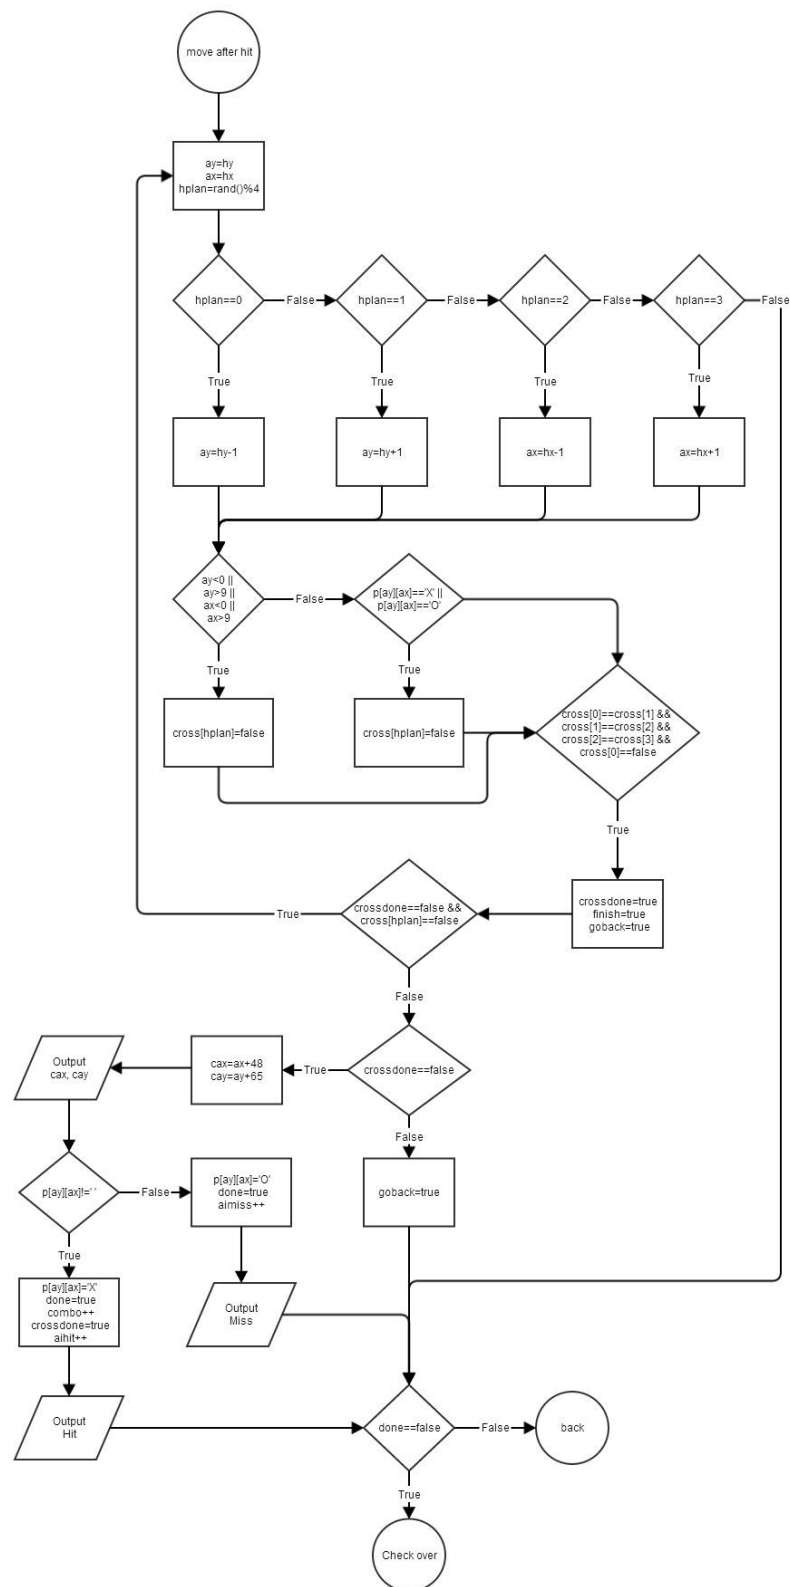 move after hit
ay=hy
ax=hx
hplan=rand()%4
hplan==0
False
hplan==1
False
hplan==2
False
hplan==3
False
True
True
True
True
ay=hy-1
ay=hy+1
ax=hx-1
ax=hx+1
ay<0 ||
ay>9 ||
ax<0 ||
ax>9
False
p[ay][ax]=='X' ||
p[ay][ax]=='O'
True
True
cross[hplan]=false
cross[hplan]=false
cross[0]==cross[1] &&
cross[1]==cross[2] &&
cross[2]==cross[3] &&
cross[0]==false
True
crossdone=true
finish=true
goback=true
crossdone==false &&
cross[hplan]==false
True
False
crossdone==false
True
cax=ax+48
cay=ay+65
Output
cax, cay
False
goback=true
p[ay][ax]!=' '
False
p[ay][ax]='O'
done=true
aimiss++
True
p[ay][ax]='X'
done=true
combo++
crossdone=true
aihit++
Output
Miss
Output
Hit
done==false
False
back
True
Check over